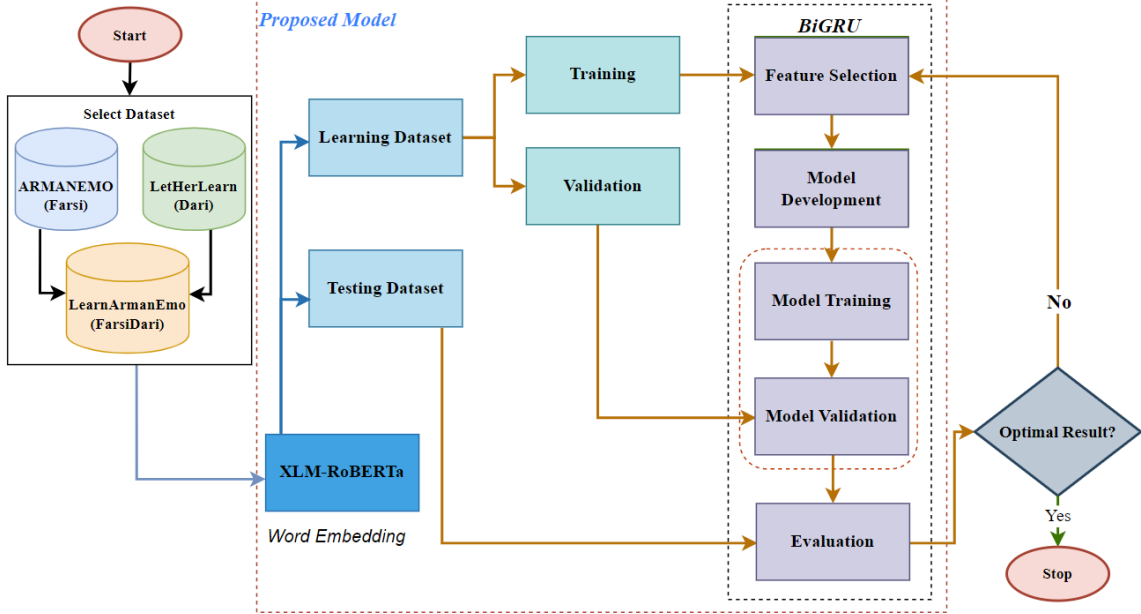 Start
Select Dataset
ARMANEMO
(Farsi)
LetHerLearn
(Dari)
LearnArmanEmo
(FarsiDari)
Proposed Model
XLM-RoBERTa
Word Embedding
Learning Dataset
Testing Dataset
Training
Validation
BiGRU
Feature Selection
Model
Development
Model Training
Model Validation
Evaluation
Optimal Result?
No
Yes
Stop